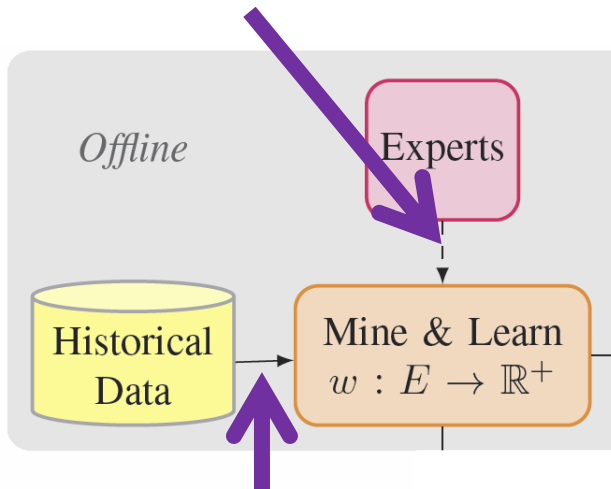 Offline
Experts
Historical
Data
Mine & Learn
w : E → ℝ⁺